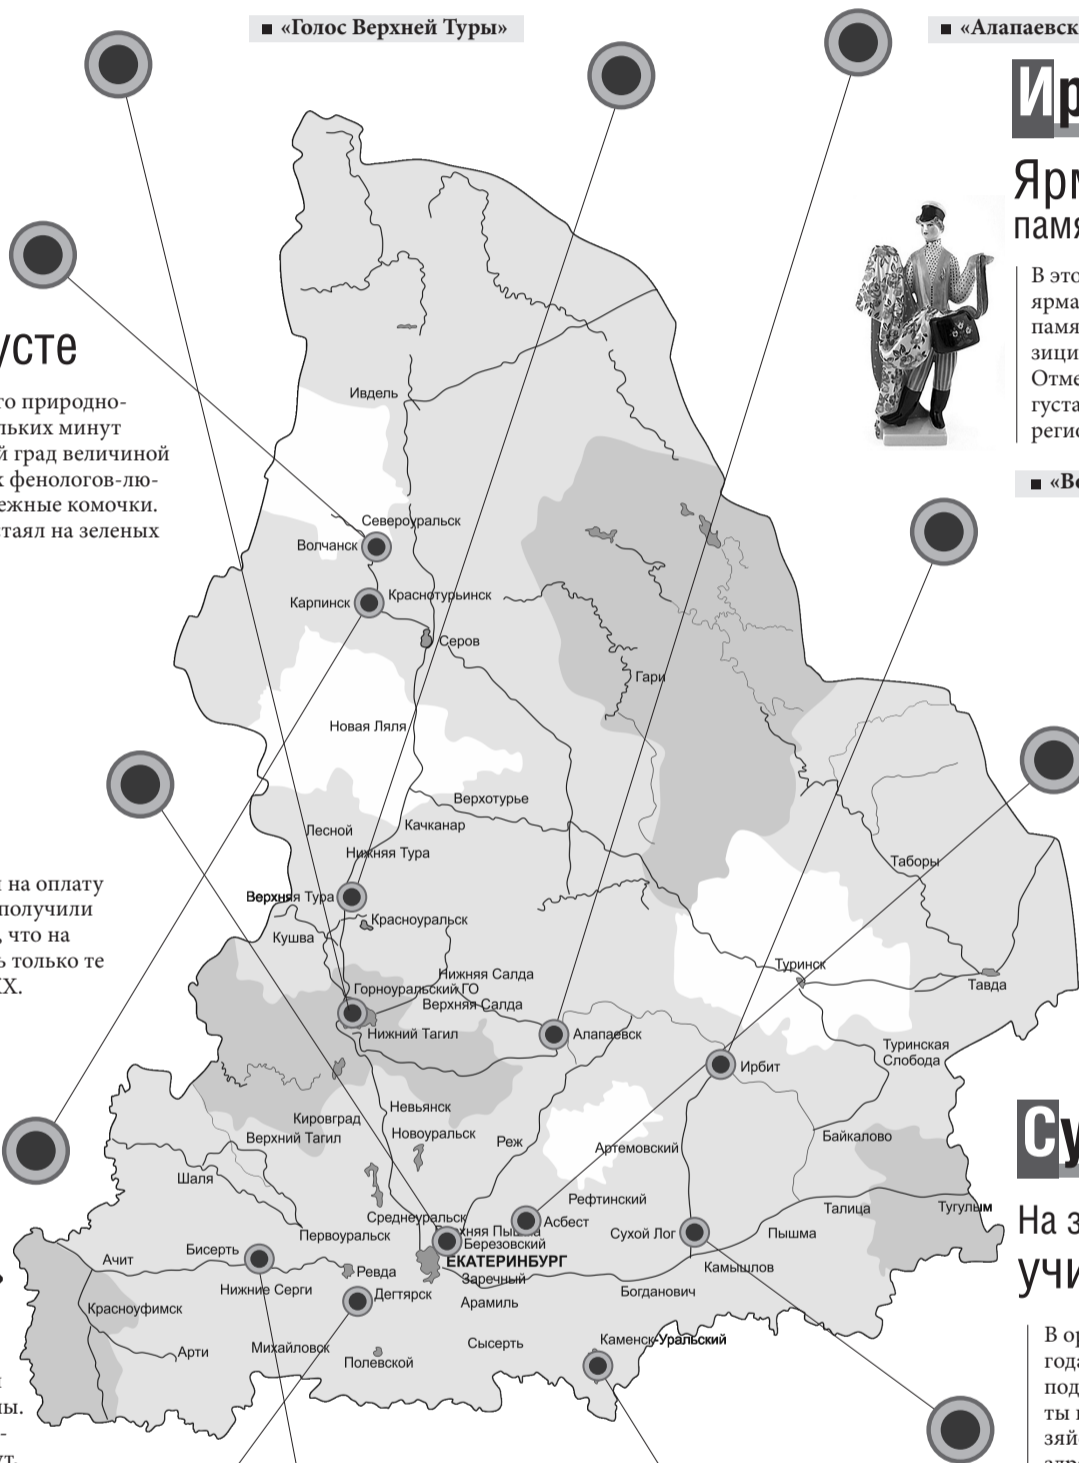 ■ «Голос Верхней Туры»
■ «Алапаевск
Ир
Ярм
памя
В это
ярма
памя
зици
Отме
густа
реги
■ «Во
усте
го природно-
льких минут
й град величиной
х фенологов-лю-
ежные комочки.
стаял на зеленых
Ивдель
Североуральск
Волчанск
Карпинск
Краснотурьинск
Серов
Гари
Новая Ляля
Верхотурье
Качканар
Лесной
Нижняя Тура
Таборы
Верхняя Тура
Красноуральск
Кушва
Нижняя Салда
Горноуральский ГО
Верхняя Салда
Туринск
Тавда
Нижний Тагил
Алапаевск
Ирбит
Туринская
Слобода
Невьянск
Кировград
Новоуральск
Верхний Тагил
Реж
Артемовский
Байкалово
Шаля
Рефтинский
Талица
Тугулым
Среднеуральск
Верхняя Пышма
Асбест
Сухой Лог
Пышма
Первоуральск
Березовский
Бисерть
Ачит
ЕКАТЕРИНБУРГ
Ревда
Заречный
Камышлов
Нижние Серги
Дегтярск
Арамиль
Богданович
Красноуфимск
Михайловск
Арти
Полевской
Сысерть
Каменск-Уральский
и на оплату
получили
, что на
ь только те
КХ.
ы.
-
ут.
Су
На з
учи
В ор
года
под
ты
зяй